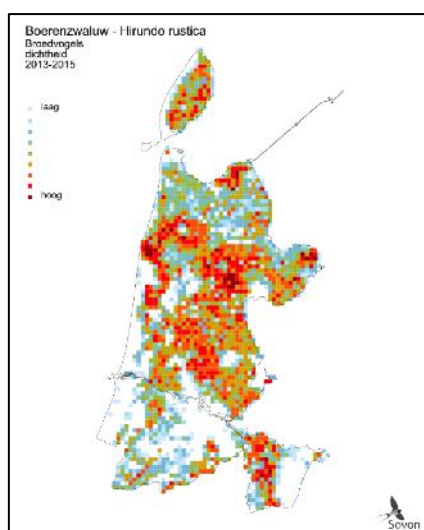 Boerenzwaluw - Hirundo rustica
Broedvogels
dichtheid
2013-2015
laag
hoog
Sovon